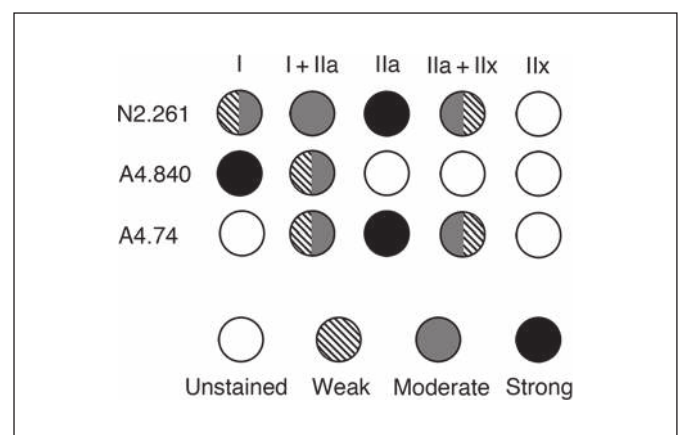 I I + IIa IIa IIa + IIx IIx
N2.261
A4.840
A4.74
Unstained Weak Moderate Strong